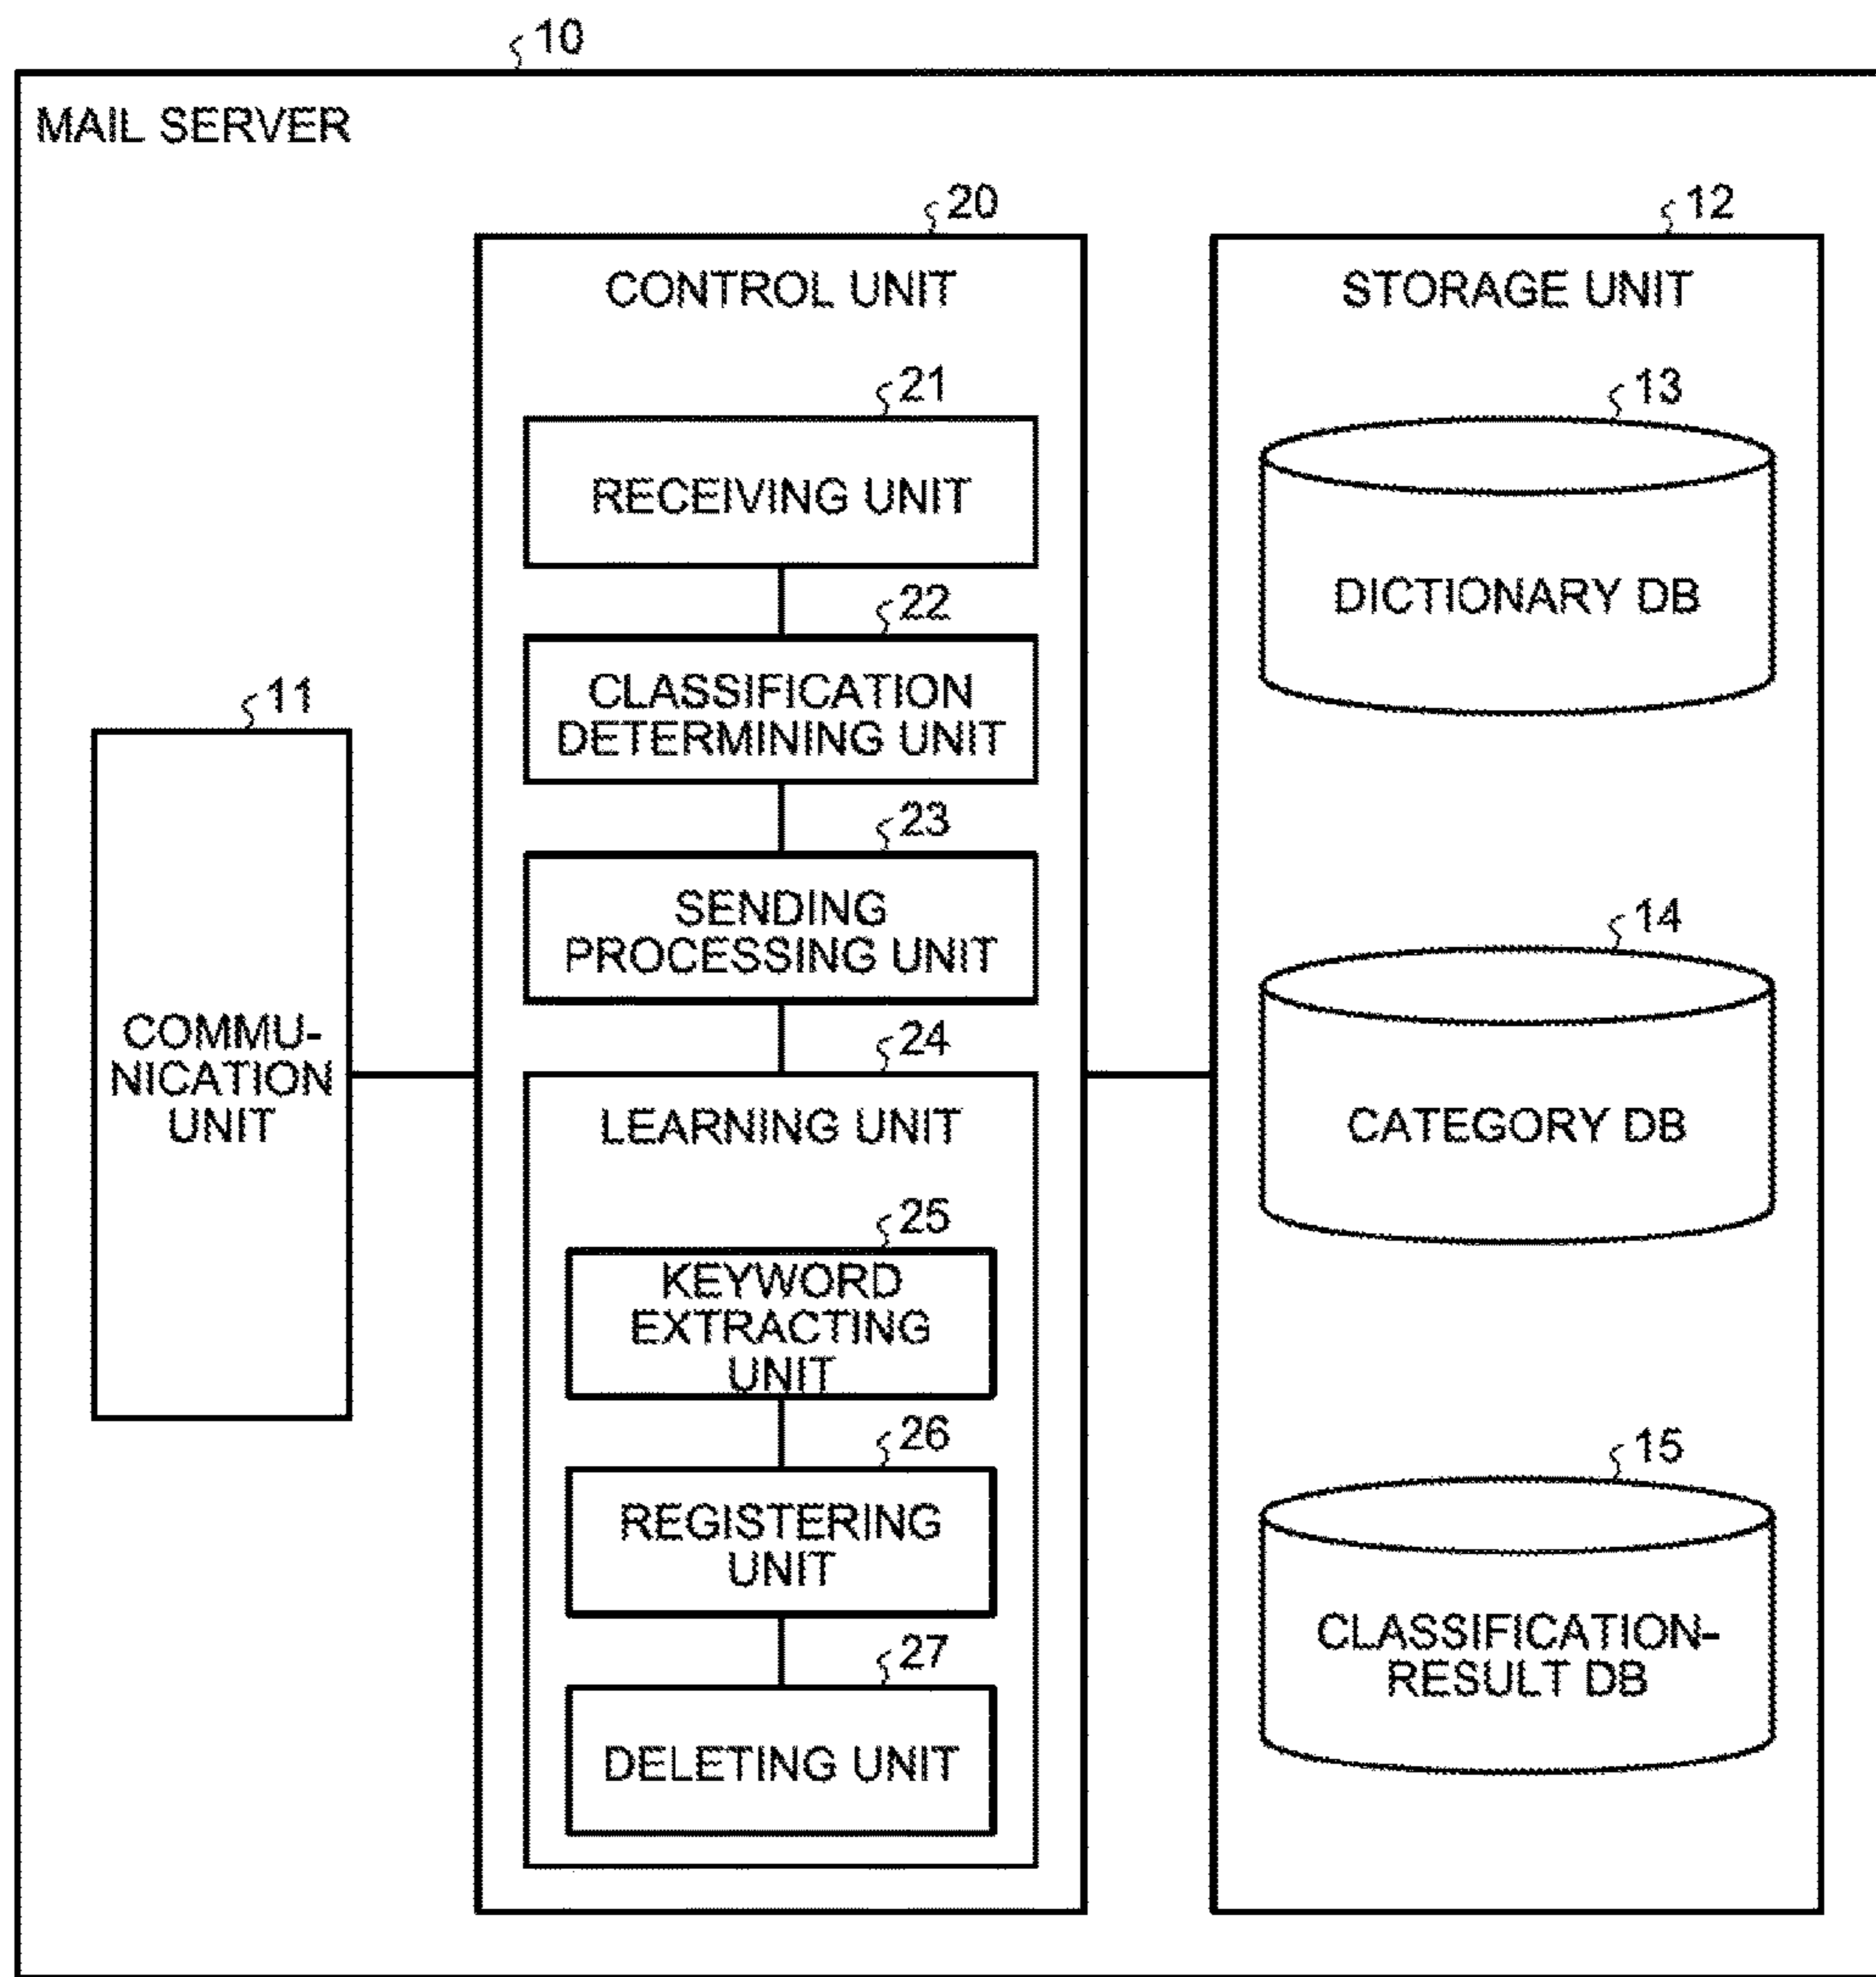 10
MAIL SERVER
20
CONTROL UNIT
21
RECEIVING UNIT
22
CLASSIFICATION
DETERMINING UNIT
23
SENDING
PROCESSING UNIT
24
LEARNING UNIT
25
KEYWORD
EXTRACTING
UNIT
26
REGISTERING
UNIT
27
DELETING UNIT
11
COMMU-
NICATION
UNIT
12
STORAGE UNIT
13
DICTIONARY DB
14
CATEGORY DB
15
CLASSIFICATION-
RESULT DB